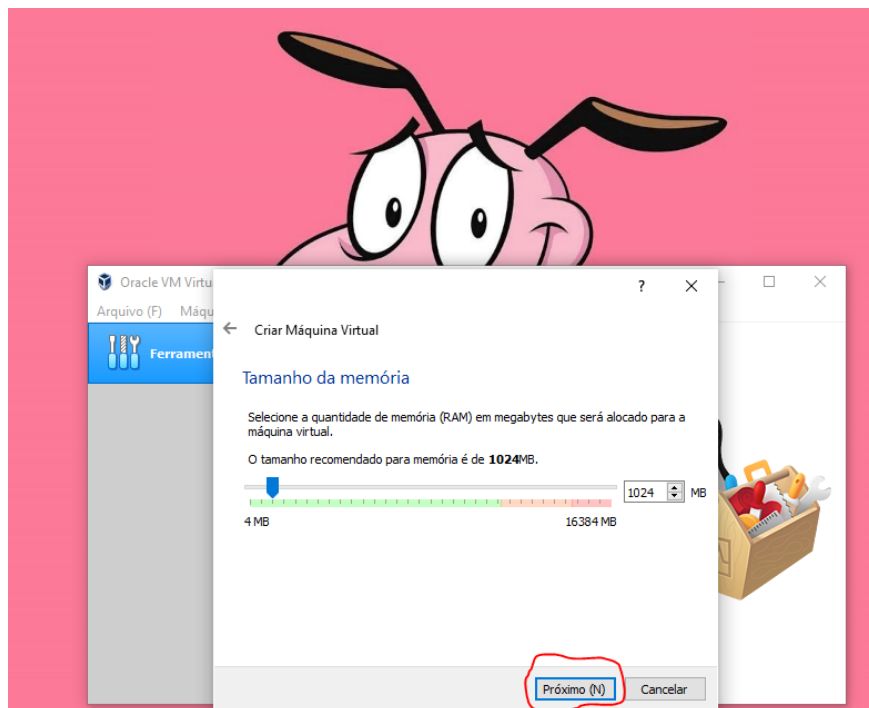 Oracle VM Virtu
Arquivo (F) Máqu
Ferrament
?
Criar Máquina Virtual
Tamanho da memória
Selecione a quantidade de memória (RAM) em megabytes que será alocado para a
máquina virtual.
O tamanho recomendado para memória é de 1024MB.
1024 MB
4 MB 16384 MB
Próximo (N) Cancelar